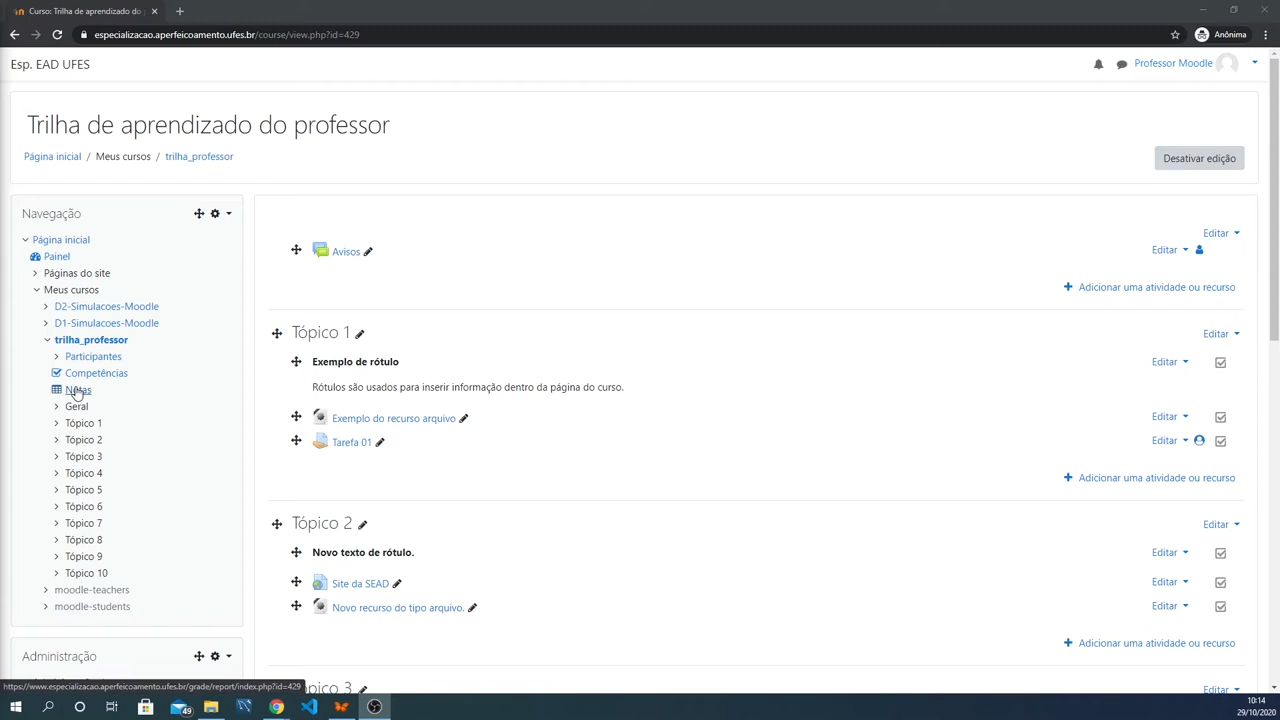 Curso: Trilha de aprendizado do p
especializacao.aperfeicoamento.ufes.br/course/view.php?id=429
Anônima
Esp. EAD UFES
Professor Moodle
Trilha de aprendizado do professor
Página inicial / Meus cursos / trilha_professor
Desativar edição
Navegação
Página inicial
Painel
Páginas do site
Meus cursos
D2-Simulacoes-Moodle
D1-Simulacoes-Moodle
trilha_professor
Participantes
Competências
Notas
Geral
Tópico 1
Tópico 2
Tópico 3
Tópico 4
Tópico 5
Tópico 6
Tópico 7
Tópico 8
Tópico 9
Tópico 10
moodle-teachers
moodle-students
Administração
Editar
Avisos
Editar
Adicionar uma atividade ou recurso
Tópico 1
Editar
Exemplo de rótulo
Editar
Rótulos são usados para inserir informação dentro da página do curso.
Exemplo do recurso arquivo
Editar
Tarefa 01
Editar
Adicionar uma atividade ou recurso
Tópico 2
Editar
Novo texto de rótulo.
Editar
Site da SEAD
Editar
Novo recurso do tipo arquivo.
Editar
Adicionar uma atividade ou recurso
Tópico 3
Editar
https://www.especializacao.aperfeicoamento.ufes.br/grade/report/index.php?id=429
49
10:14
29/10/2020